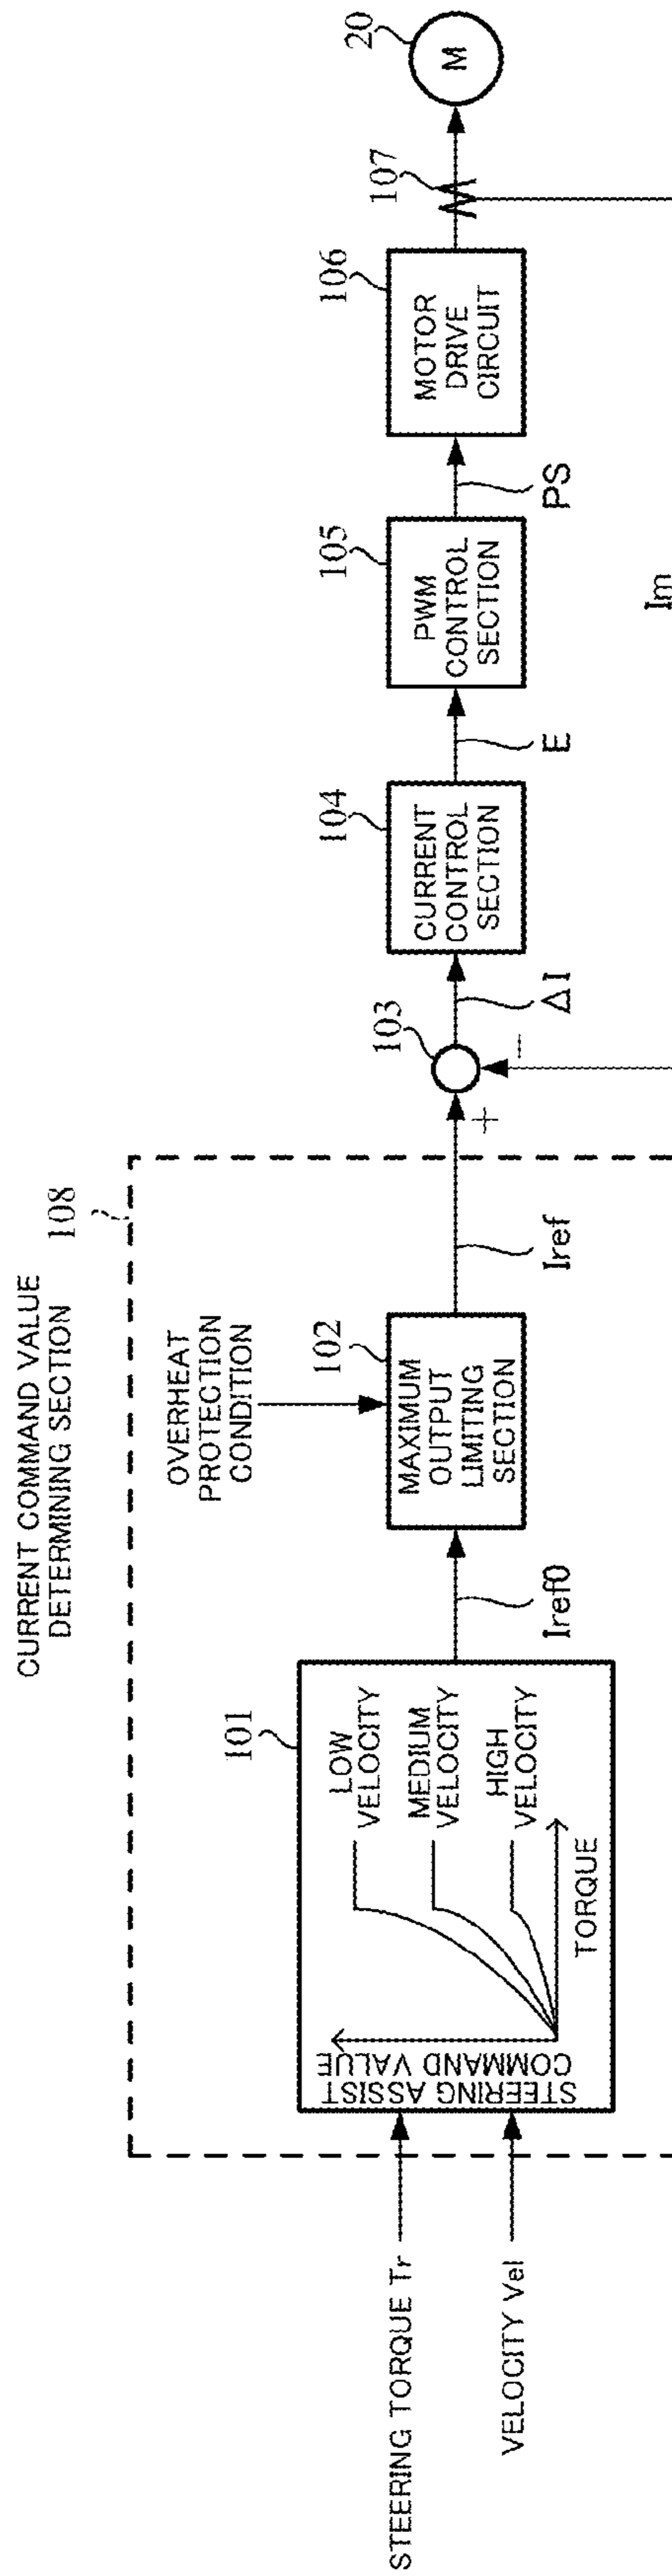 CURRENT COMMAND VALUE
DETERMINING SECTION
108
STEERING TORQUE Tr
VELOCITY Vel
101
STEERING ASSIST
COMMAND VALUE
LOW
VELOCITY
MEDIUM
VELOCITY
HIGH
VELOCITY
TORQUE
Iref0
OVERHEAT
PROTECTION
CONDITION
102
MAXIMUM
OUTPUT
LIMITING
SECTION
Iref
103
+
−
ΔI
104
CURRENT
CONTROL
SECTION
E
105
PWM
CONTROL
SECTION
PS
106
MOTOR
DRIVE
CIRCUIT
107
Im
20
M